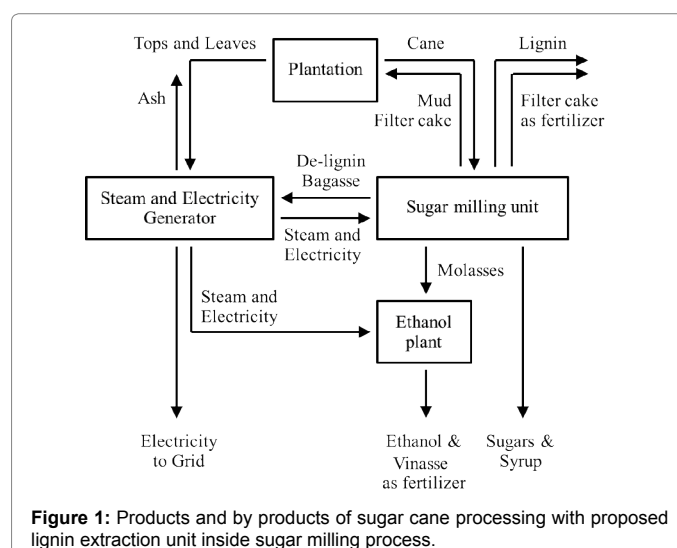 Tops and Leaves
Cane
Lignin
Plantation
Ash
Mud
Filter cake
Filter cake
as fertilizer
De-lignin
Bagasse
Steam and Electricity
Generator
Sugar milling unit
Steam and
Electricity
Molasses
Steam and
Electricity
Ethanol
plant
Electricity
to Grid
Ethanol &
Vinasse
as fertilizer
Sugars &
Syrup
Figure 1: Products and by products of sugar cane processing with proposed
lignin extraction unit inside sugar milling process.